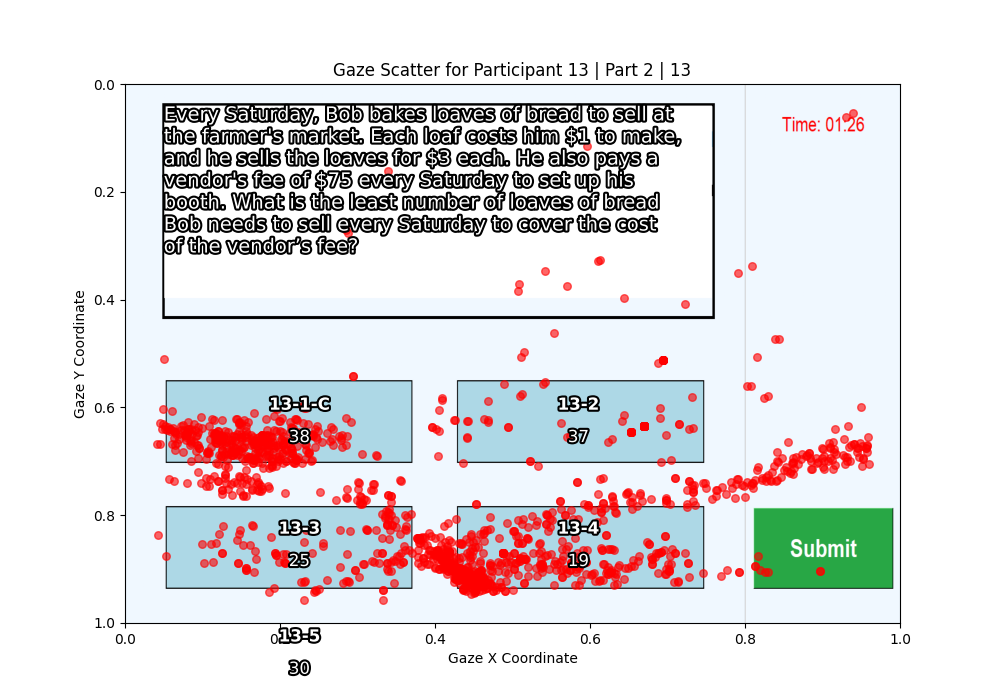 Gaze Scatter for Participant 13 | Part 2 | 13
Every Saturday, Bob bakes loaves of bread to sell at
the farmer's market. Each loaf costs him $1 to make,
and he sells the loaves for $3 each. He also pays a
vendor's fee of $75 every Saturday to set up his
booth. What is the least number of loaves of bread
Bob needs to sell every Saturday to cover the cost
of the vendor’s fee?
Time: 01:26
13-1-C
38
13-2
37
13-3
25
13-4
19
Submit
13-5
30
0.0
0.2
0.4
0.6
0.8
1.0
Gaze Y Coordinate
0.0
0.4
0.6
0.8
1.0
Gaze X Coordinate